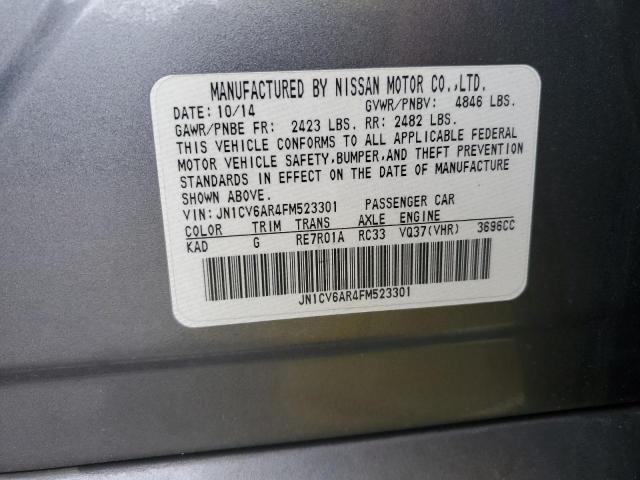 MANUFACTURED BY NISSAN MOTOR CO.,LTD.
DATE: 10/14 GVWR/PNBV: 4846 LBS.
GAWR/PNBE FR: 2423 LBS. RR: 2482 LBS.
THIS VEHICLE CONFORMS TO ALL APPLICABLE FEDERAL
MOTOR VEHICLE SAFETY,BUMPER,AND THEFT PREVENTION
STANDARDS IN EFFECT ON THE DATE OF MANUFACTURE
SHOWN ABOVE.
VIN: JN1CV6AR4FM523301 PASSENGER CAR
COLOR TRIM TRANS AXLE ENGINE
KAD G RE7R01A RC33 VQ37(VHR) 3696CC
JN1CV6AR4FM523301